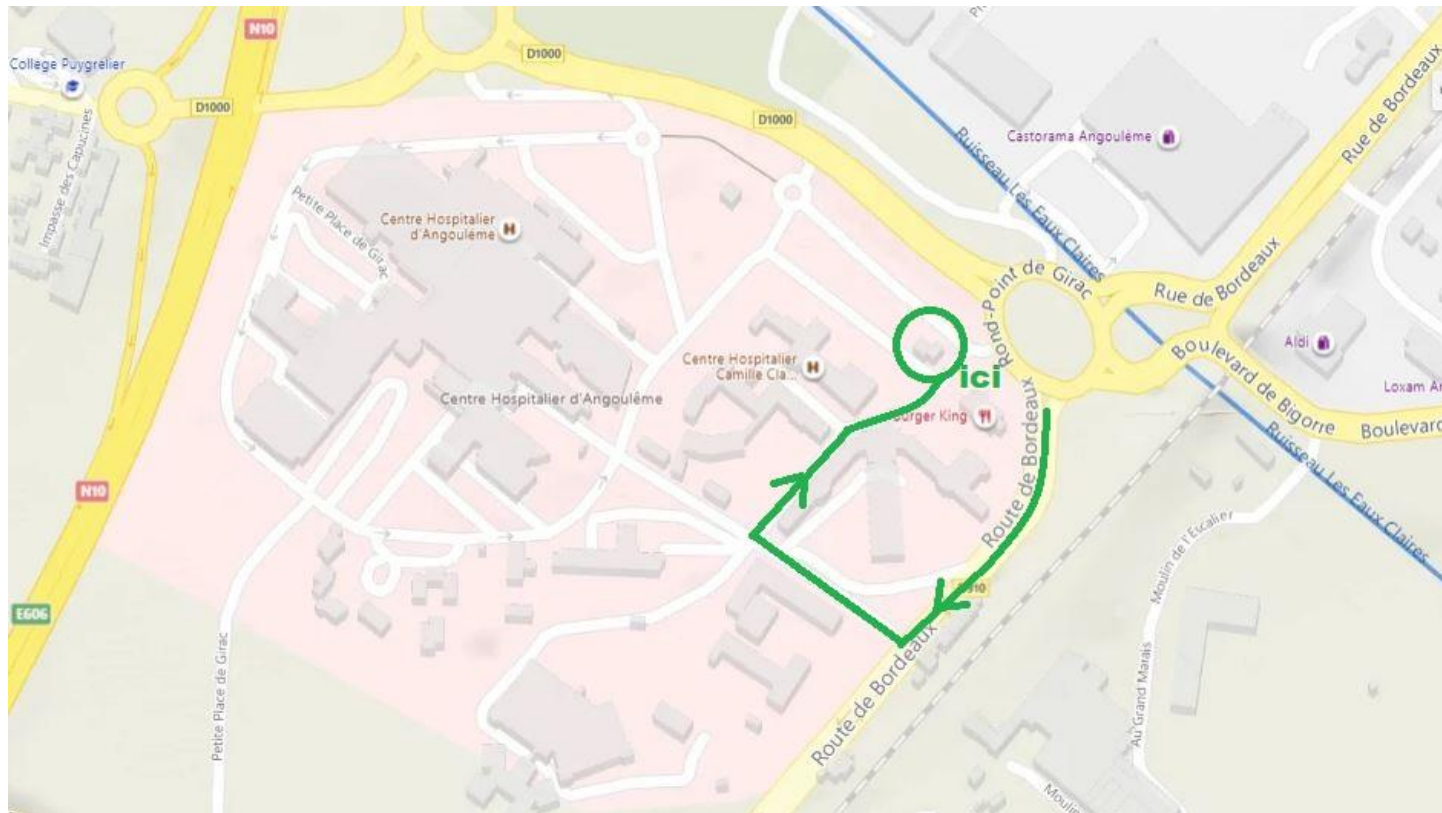 N10
Collège Puygrelier
D1000
D1000
D1000
Impasse des Capucines
Castorama Angoulême
Rue de Bordeaux
Ruisseau Les Eaux Claires
Petite Place de Girac
Centre Hospitalier
d'Angoulême
Rond-Point de Girac
Rue de Bordeaux
Aldi
Boulevard de Bigorre
Boulevard
Centre Hospitalier
Camille Cla...
ici
Loxam
Centre Hospitalier d'Angoulême
Burger King
Route de Bordeaux
Ruisseau Les Eaux Claires
N10
Moulin de l'Escalier
E606
Petite Place de Girac
Route de Bordeaux
Au Grand Marais